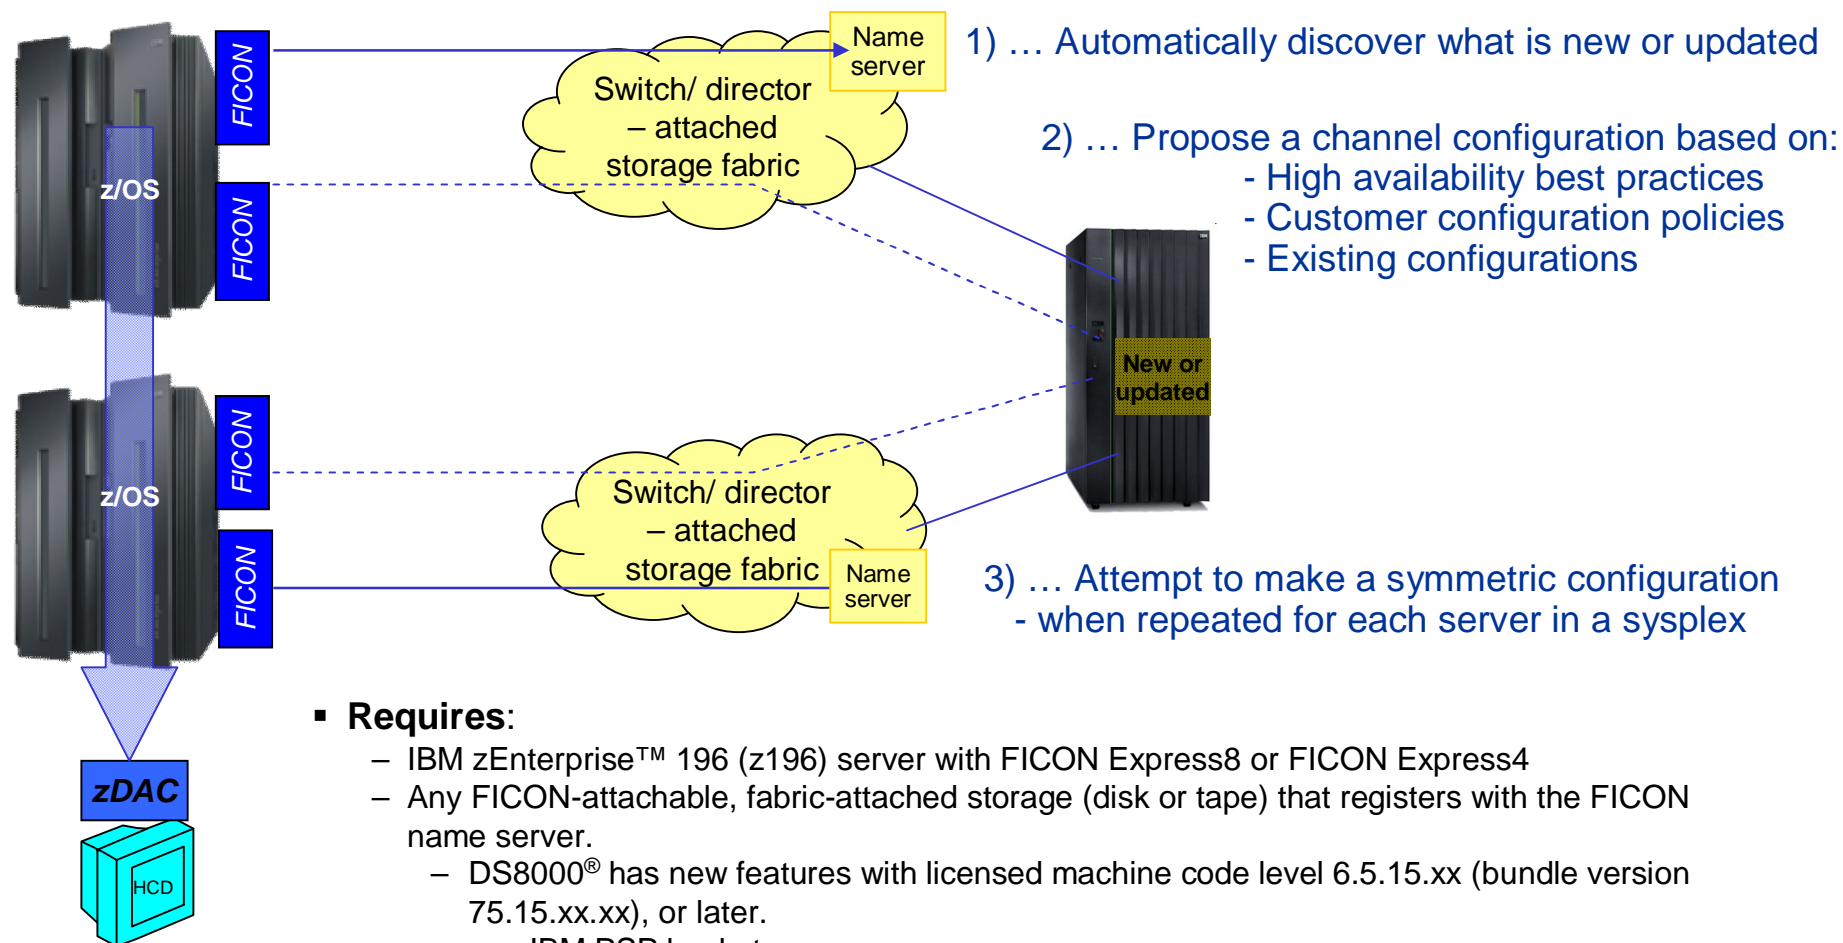 FICON
Name
server
1) … Automatically discover what is new or updated
Switch/ director
– attached
storage fabric
2) … Propose a channel configuration based on:
- High availability best practices
- Customer configuration policies
- Existing configurations
z/OS
FICON
New or
updated
FICON
z/OS
Switch/ director
– attached
storage fabric
FICON
Name
server
3) … Attempt to make a symmetric configuration
- when repeated for each server in a sysplex
▪ Requires:
– IBM zEnterprise™ 196 (z196) server with FICON Express8 or FICON Express4
– Any FICON-attachable, fabric-attached storage (disk or tape) that registers with the FICON
name server.
– DS8000® has new features with licensed machine code level 6.5.15.xx (bundle version
75.15.xx.xx), or later.
zDAC
HCD